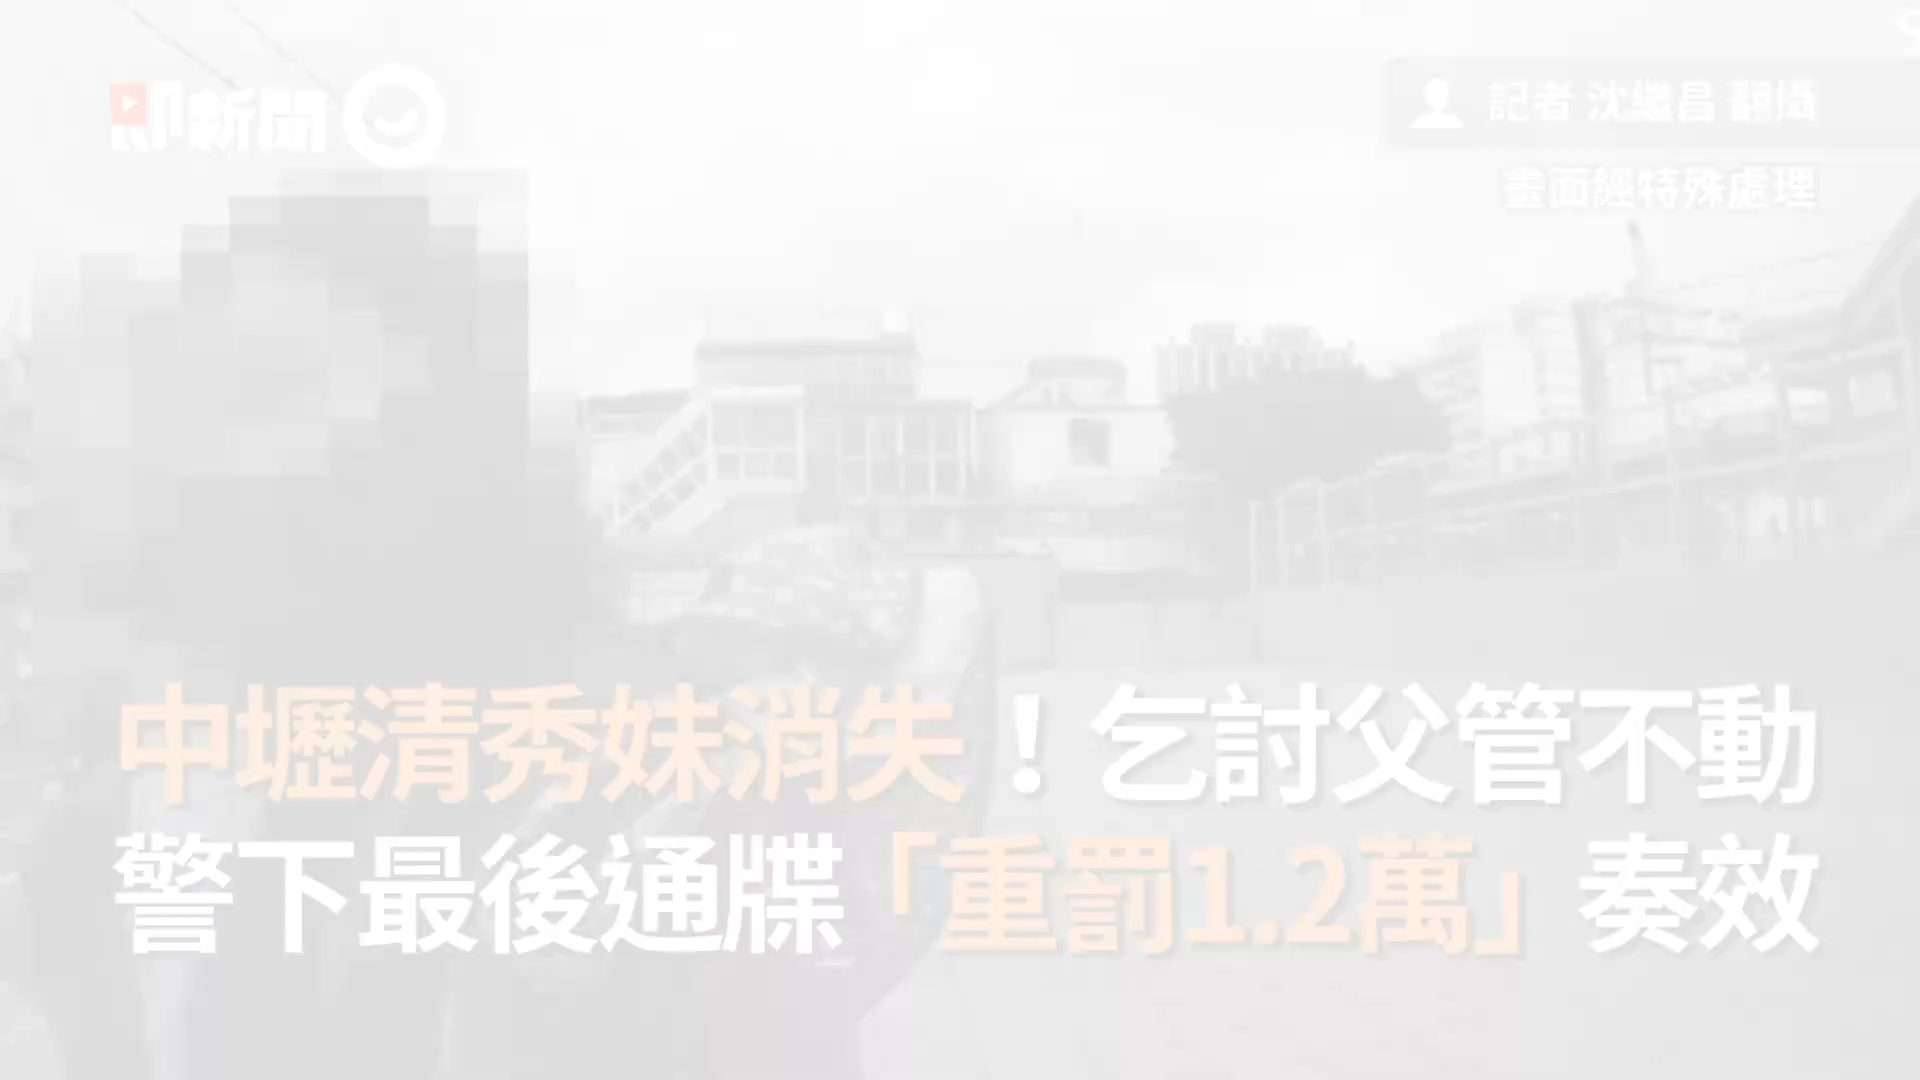 即新聞
記者 沈繼昌 翻攝
畫面經特殊處理
中壢清秀妹消失！乞討父管不動
警下最後通牒「重罰1.2萬」奏效